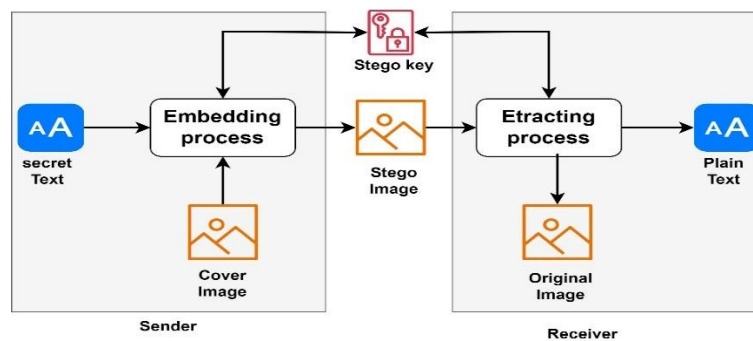 Stego key
AA
secret
Text
Embedding
process
Stego
Image
Etracting
process
AA
Plain
Text
Cover
Image
Original
Image
Sender
Receiver